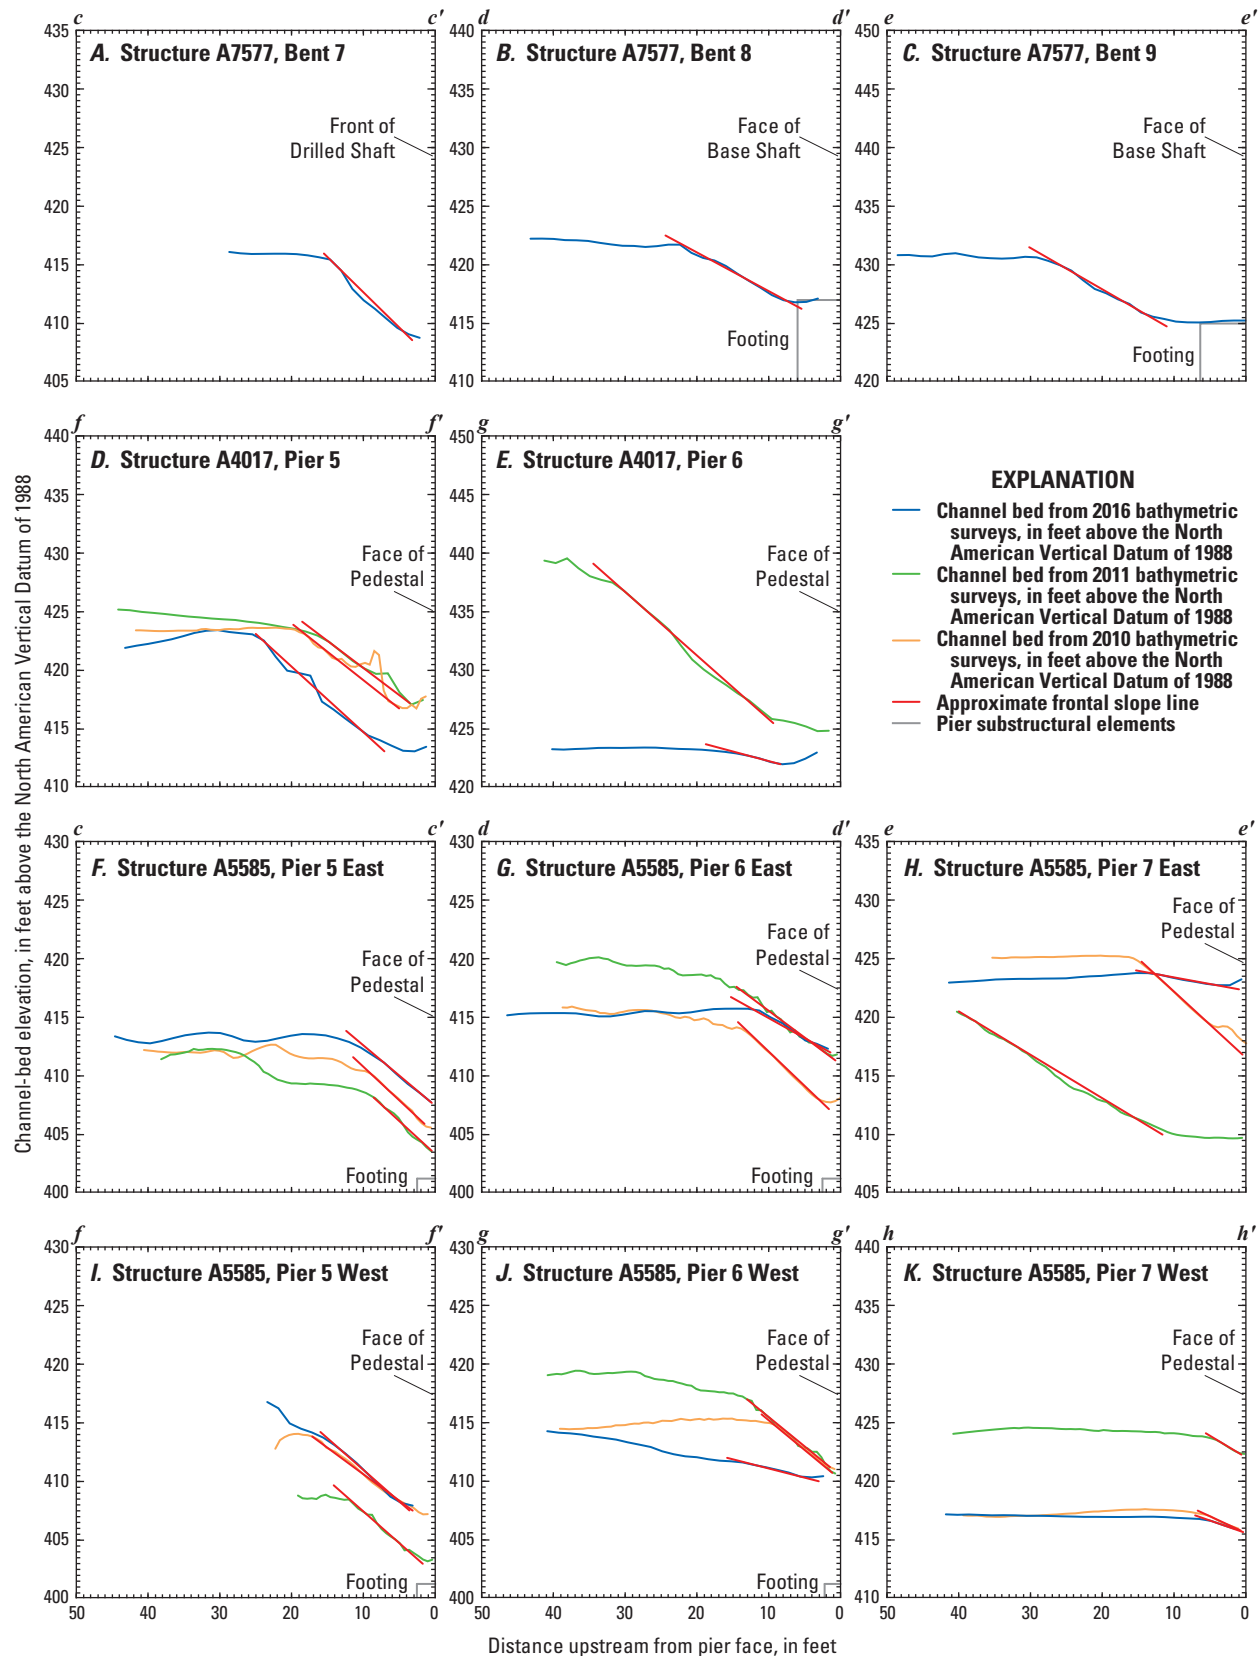 c c' d d' e e'
A. Structure A7577, Bent 7
435
430
425
420
415
410
405
Front of
Drilled Shaft
B. Structure A7577, Bent 8
440
435
430
425
420
415
410
Face of
Base Shaft
Footing
C. Structure A7577, Bent 9
450
445
440
435
430
425
420
Face of
Base Shaft
Footing
f f' g g'
D. Structure A4017, Pier 5
440
435
430
425
420
415
410
Face of
Pedestal
E. Structure A4017, Pier 6
450
445
440
435
430
425
420
Face of
Pedestal
EXPLANATION
Channel bed from 2016 bathymetric
surveys, in feet above the North
American Vertical Datum of 1988
Channel bed from 2011 bathymetric
surveys, in feet above the North
American Vertical Datum of 1988
Channel bed from 2010 bathymetric
surveys, in feet above the North
American Vertical Datum of 1988
Approximate frontal slope line
Pier substructural elements
Channel-bed elevation, in feet above the North American Vertical Datum of 1988
c c' d d' e e'
F. Structure A5585, Pier 5 East
430
425
420
415
410
405
400
Face of
Pedestal
Footing
G. Structure A5585, Pier 6 East
430
425
420
415
410
405
400
Face of
Pedestal
Footing
H. Structure A5585, Pier 7 East
435
430
425
420
415
410
405
Face of
Pedestal
f f' g g' h h'
I. Structure A5585, Pier 5 West
430
425
420
415
410
405
400
Face of
Pedestal
Footing
50 40 30 20 10 0
J. Structure A5585, Pier 6 West
430
425
420
415
410
405
400
Face of
Pedestal
Footing
50 40 30 20 10 0
K. Structure A5585, Pier 7 West
440
435
430
425
420
415
410
Face of
Pedestal
50 40 30 20 10 0
Distance upstream from pier face, in feet